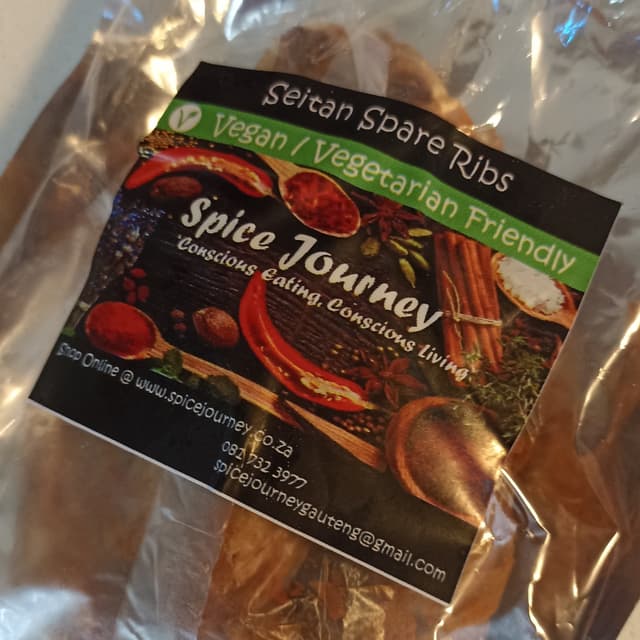 Seitan Spare Ribs
V Vegan / Vegetarian Friendly
Spice Journey
Conscious Eating, Conscious Living.
Shop Online @ www.spicejourney.co.za
082 732 3977
spicejourneygauteng@gmail.com